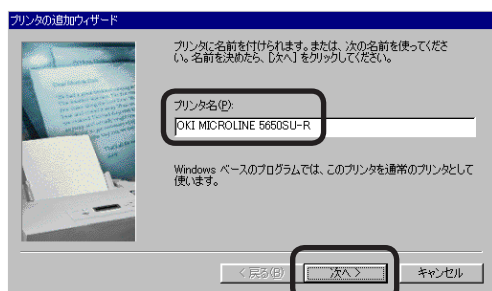 プリンタの追加ウィザード
プリンタに名前を付けられます。または、次の名前を使ってくださ
い。名前を決めたら、[次へ] をクリックしてください。
プリンタ名(P):
OKI MICROLINE 5650SU-R
Windows ベースのプログラムでは、このプリンタを通常のプリンタとして
使います。
< 戻る(B)
次へ >
キャンセル